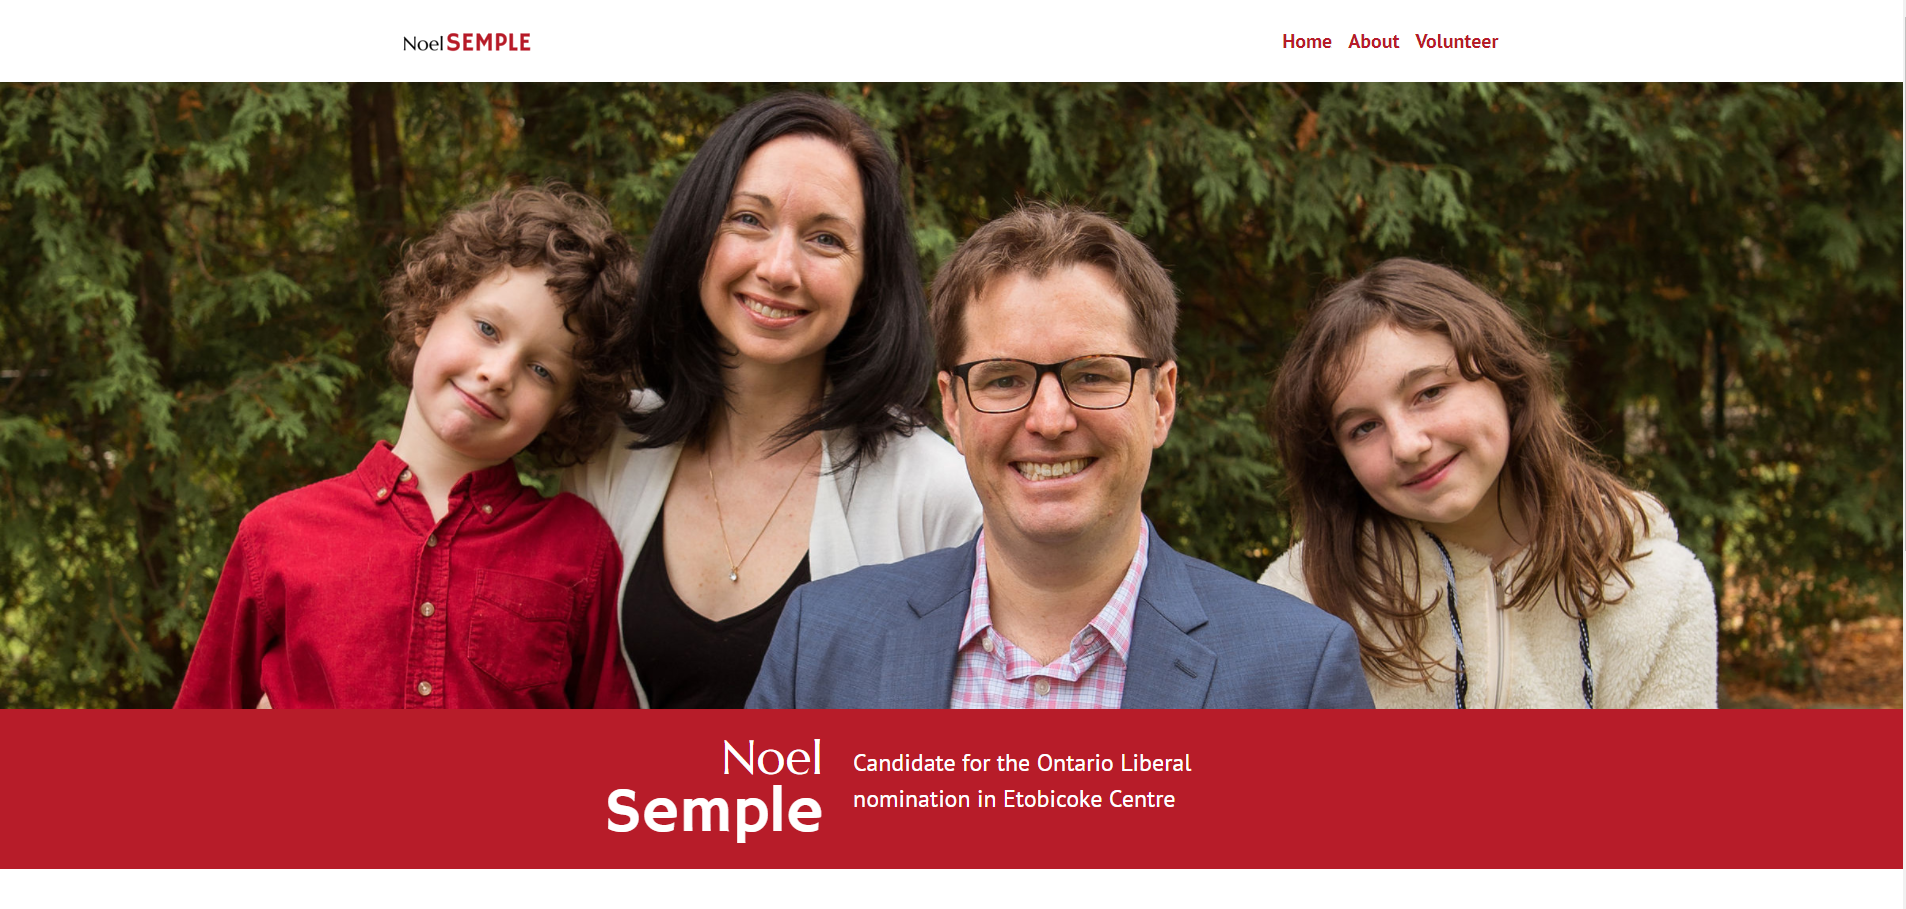 Noel SEMPLE
Home About Volunteer
Noel
Semple
Candidate for the Ontario Liberal
nomination in Etobicoke Centre